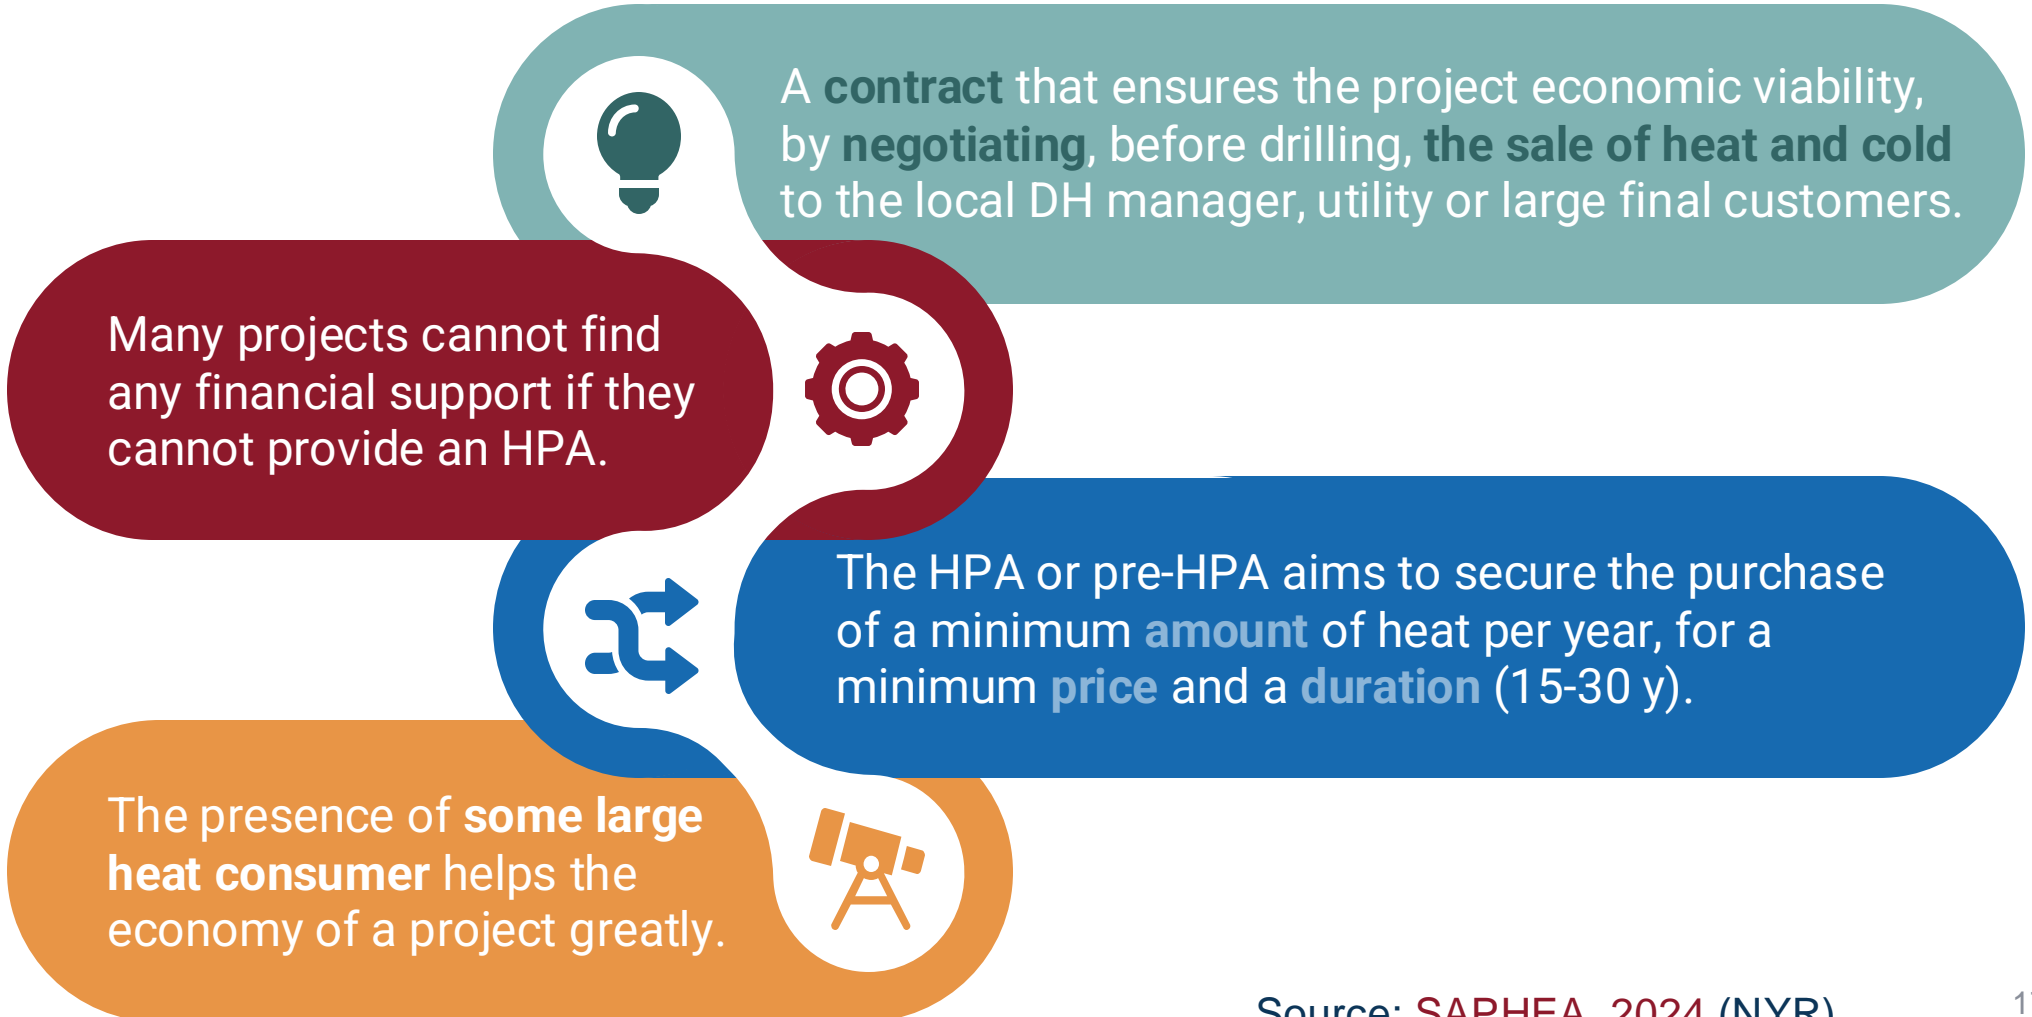 A contract that ensures the project economic viability,
by negotiating, before drilling, the sale of heat and cold
to the local DH manager, utility or large final customers.
Many projects cannot find
any financial support if they
cannot provide an HPA.
The HPA or pre-HPA aims to secure the purchase
of a minimum amount of heat per year, for a
minimum price and a duration (15-30 y).
The presence of some large
heat consumer helps the
economy of a project greatly.
Source: SAPHEA, 2024 (NYR)